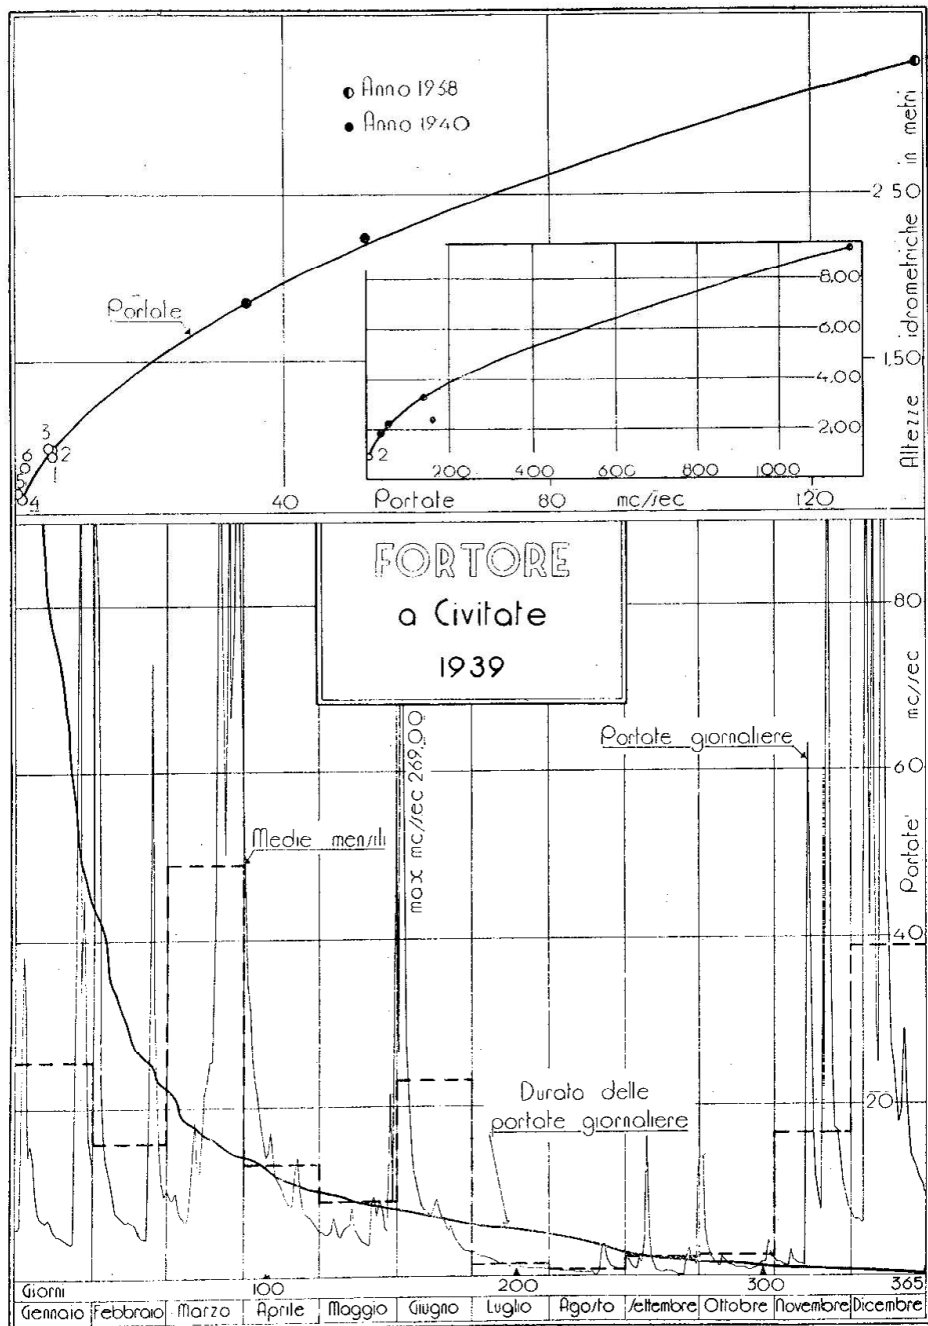 Anno 1938
Anno 1940
2 50
1,50
Altezze idrometriche in metri
Portate
8,00
6,00
4,00
2,00
2
200
400
600
800
1000
3
6
2
1
5
4
40
80
120
Portate
mc/sec
FORTORE
a Civitate
1939
80
60
40
20
Portate mc/sec
Portate giornaliere
max mc/sec 269,00
Medie mensili
Durata delle
portate giornaliere
Giorni
100
200
300
365
Gennaio Febbraio Marzo Aprile Maggio Giugno Luglio Agosto Settembre Ottobre Novembre Dicembre